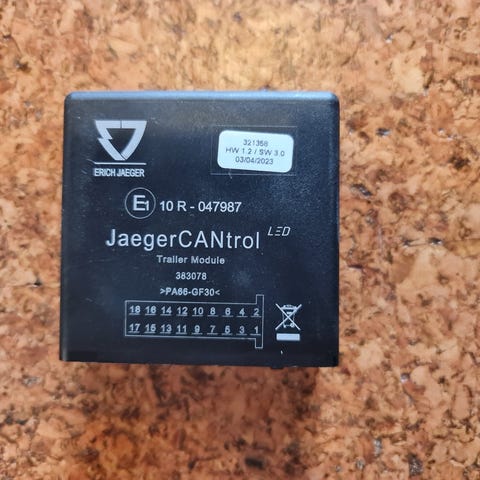 ERICH JAEGER
321358
HW 1.2 / SW 3.0
03/04/2023
E1 10 R - 047987
JaegerCANtrol LED
Trailer Module
383078
>PA66-GF30<
18 16 14 12 10 8 6 4 2
17 15 13 11 9 7 5 3 1